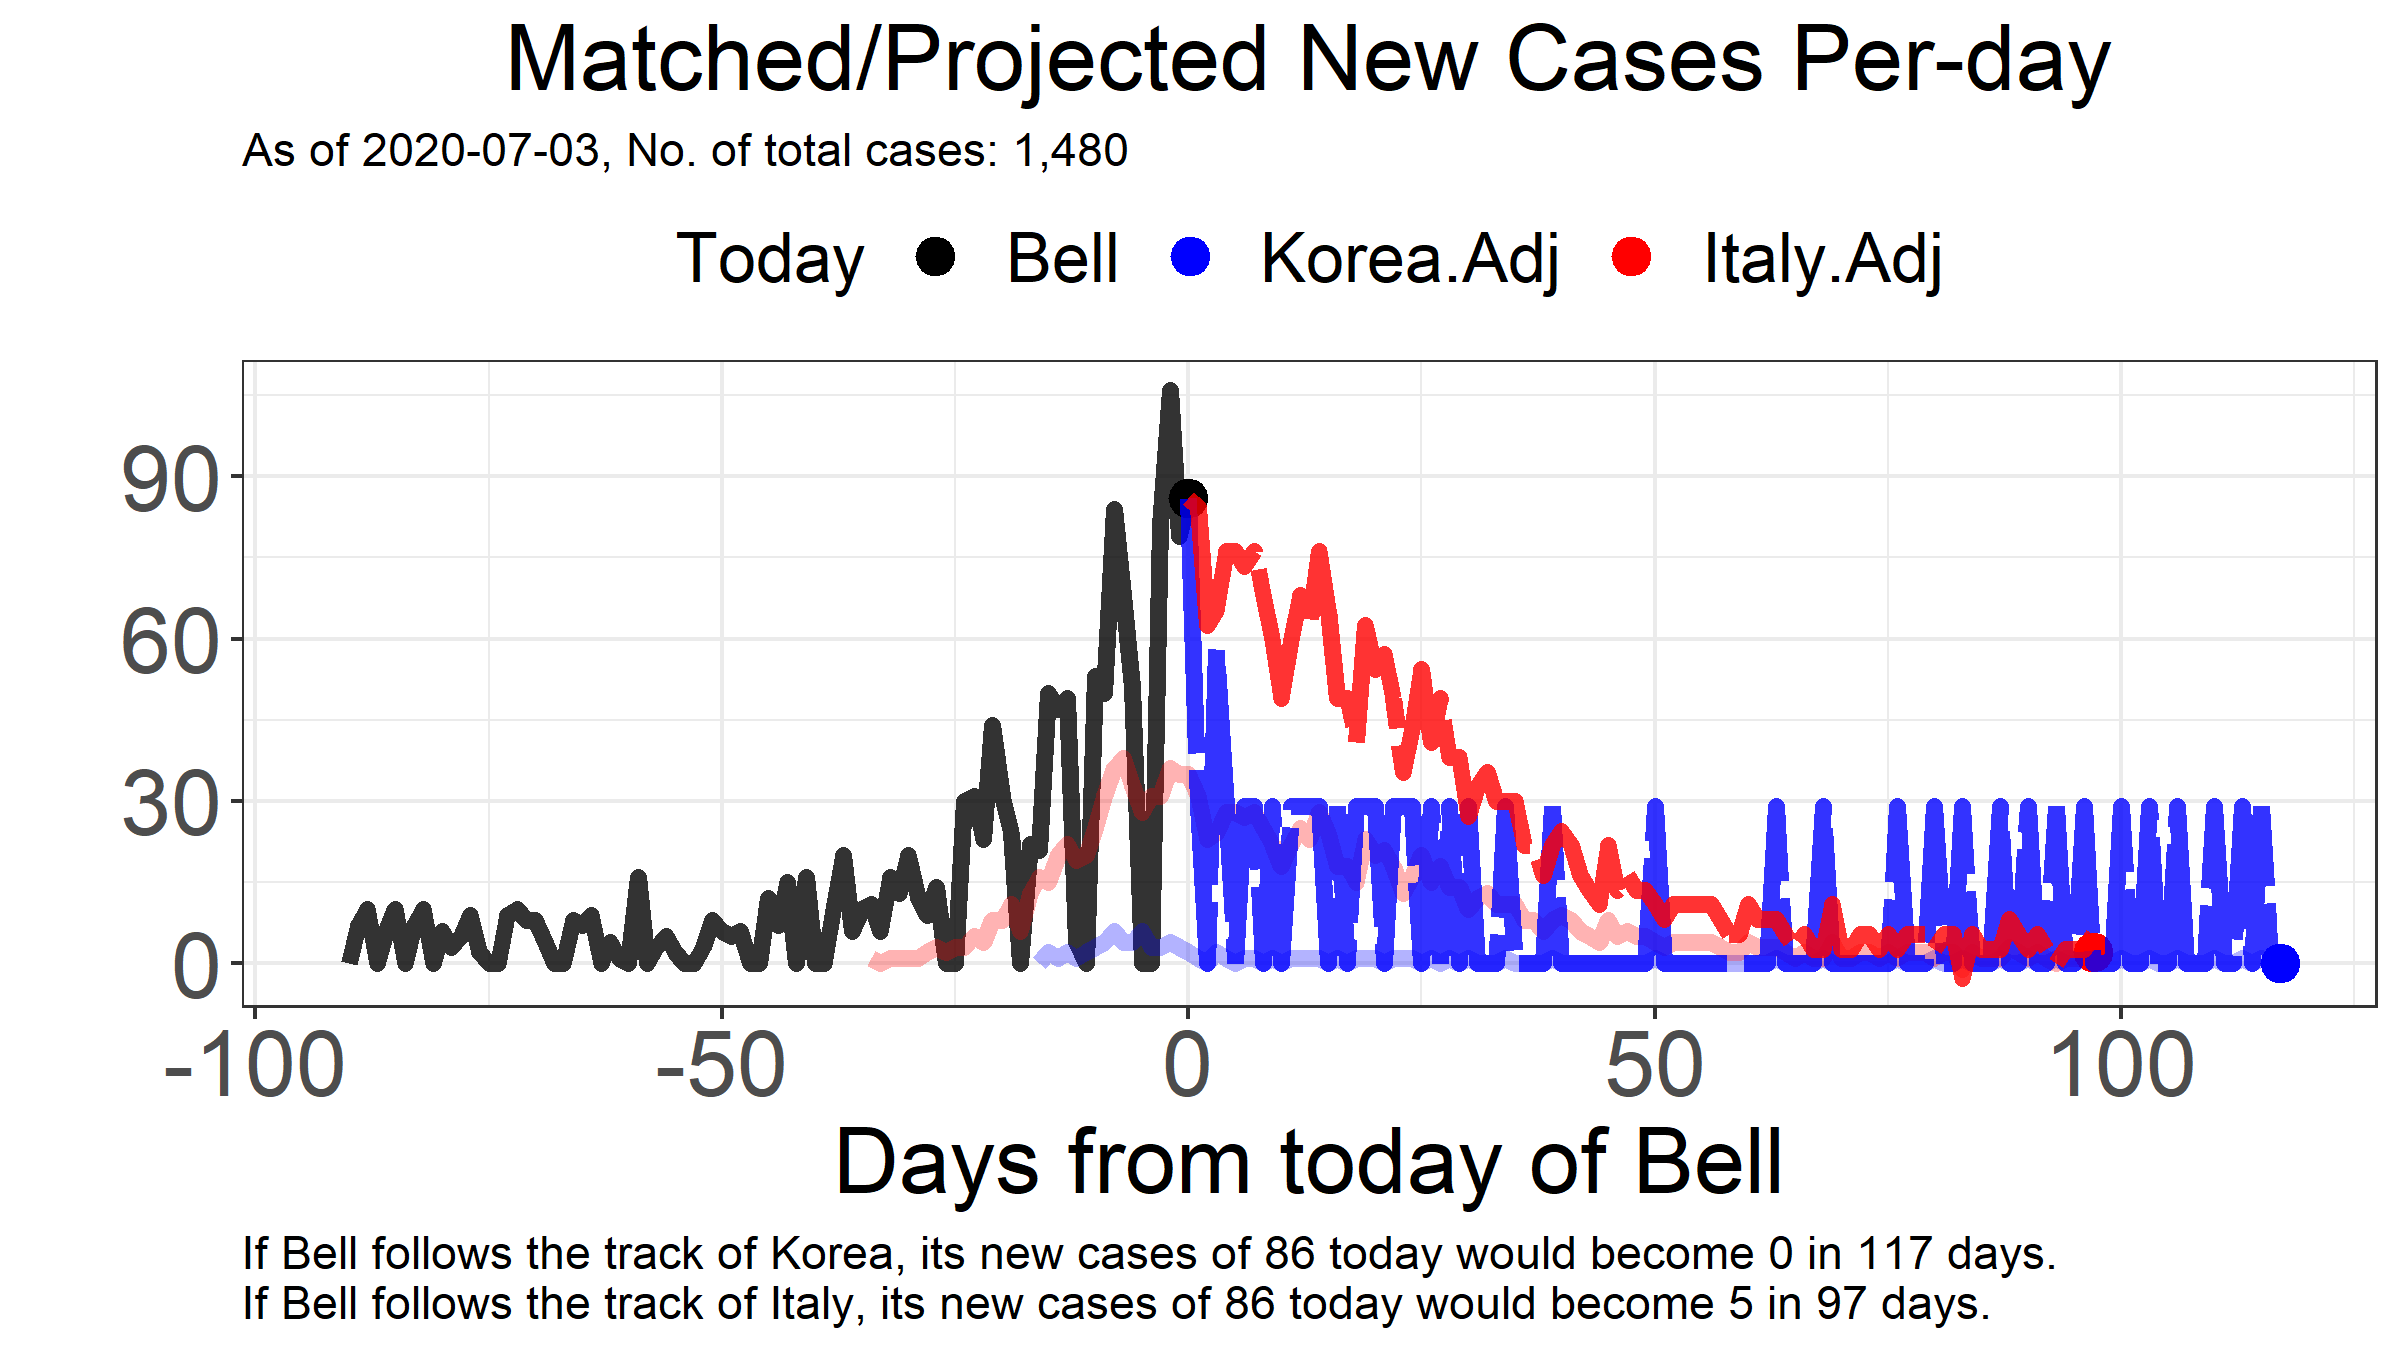 Matched/Projected New Cases Per-day
As of 2020-07-03, No. of total cases: 1,480
Today Bell Korea.Adj Italy.Adj
90
60
30
0
-100 -50 0 50 100
Days from today of Bell
If Bell follows the track of Korea, its new cases of 86 today would become 0 in 117 days.
If Bell follows the track of Italy, its new cases of 86 today would become 5 in 97 days.